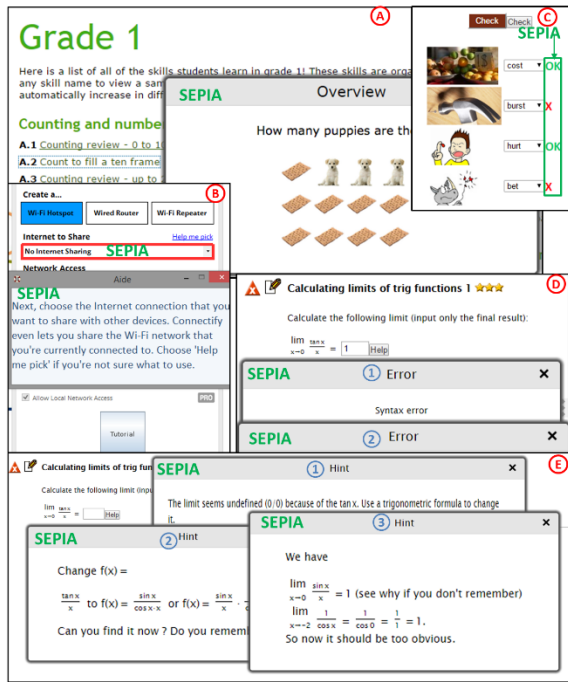 A
Grade 1
Here is a list of all of the skills students learn in grade 1! These skills are
any skill name to view a
automatically increase in
Counting and
A.1 Counting review - 0 to
A.2 Count to fill a ten frame
A.3 Counting review - up to
SEPIA
Overview
How many puppies are
C
Check Check
SEPIA
cost OK
burst X
hurt OK
bet X
B
Create a...
Wi-Fi Hotspot Wired Router Wi-Fi Repeater
Internet to Share Help me pick
No Internet Sharing SEPIA
Network Access
Aide
SEPIA
Next, choose the Internet connection that you
want to share with other devices. Connectify
even lets you share the Wi-Fi network that
you're currently connected to. Choose 'Help
me pick' if you're not sure what to use.
Allow Local Network Access PRO
Tutorial
D
Calculating limits of trig functions 1
Calculate the following limit (input only the final result):
lim x→0 tan x / x = 1 Help
SEPIA 1 Error ×
Syntax error
SEPIA 2 Error ×
E
Calculating limits of trig
Calculate the following limit
lim x→0 tan x / x = Help
SEPIA 1 Hint ×
The limit seems undefined (0/0) because of the tan x. Use a trigonometric formula to change
it.
SEPIA 2 Hint
Change f(x) =
tan x / x to f(x) = sin x / cos x · x or f(x) = sin x / x ·
Can you find it now ? Do you
SEPIA 3 Hint ×
We have
lim x→0 sin x / x = 1 (see why if you don't remember)
lim x→-2 1 / cos x = 1 / cos 0 = 1 / 1 = 1.
So now it should be too obvious.